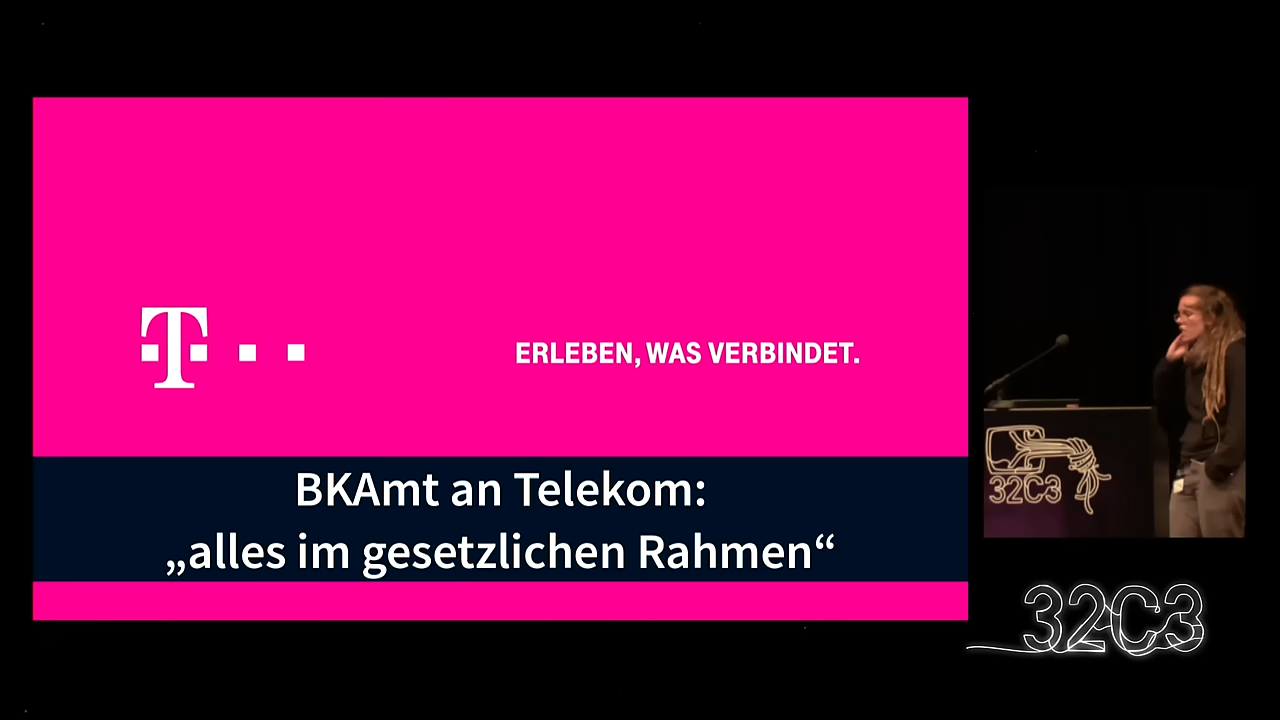 T
ERLEBEN, WAS VERBINDET.
BKAmt an Telekom:
„alles im gesetzlichen Rahmen“
32C3
32C3